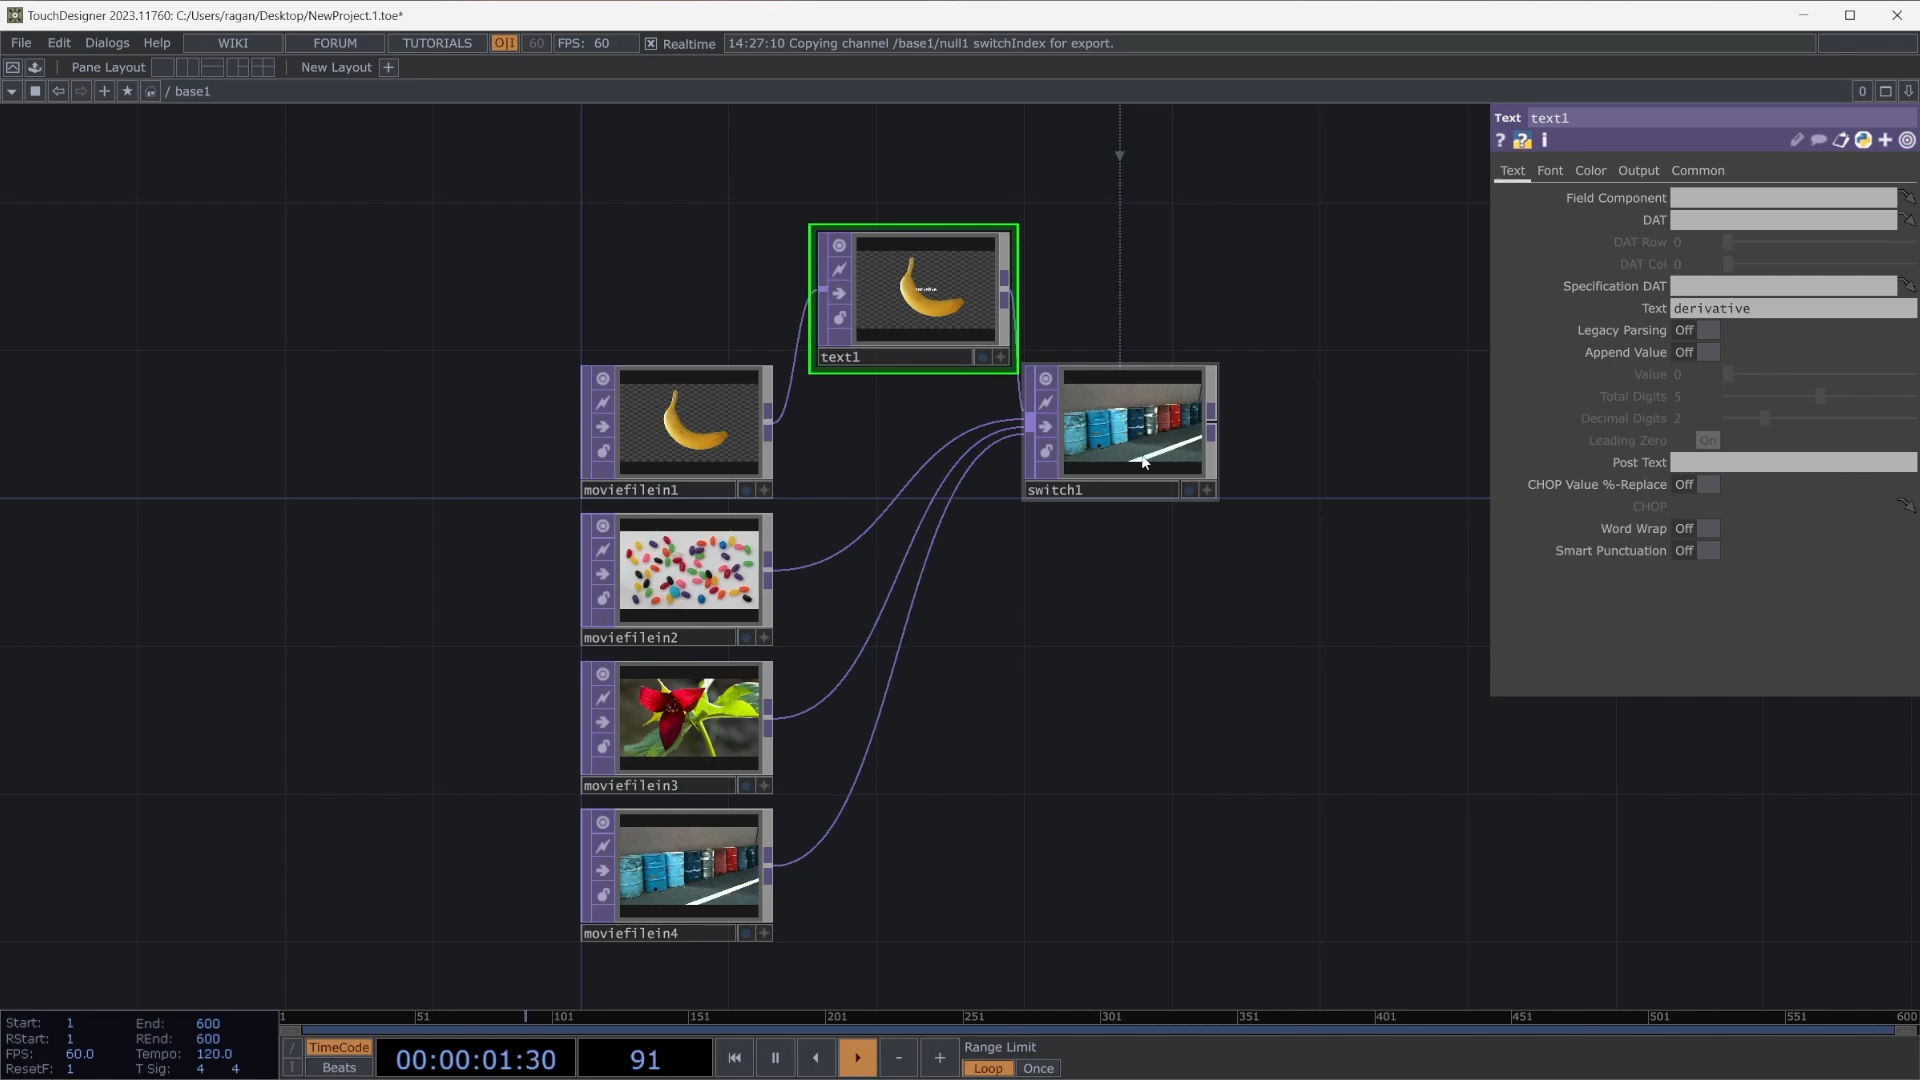 TouchDesigner 2023.11760: C:/Users/ragan/Desktop/NewProject.1.toe*
File Edit Dialogs Help WIKI FORUM TUTORIALS O|I 60 FPS: 60 Realtime 14:27:10 Copying channel /base1/null1 switchIndex for export.
Pane Layout New Layout +
/ base1 0
Text text1
? ? i
Text Font Color Output Common
Field Component
DAT
DAT Row 0
DAT Col 0
Specification DAT
Text derivative
Legacy Parsing Off
Append Value Off
Value 0
Total Digits 5
Decimal Digits 2
Leading Zero On
Post Text
CHOP Value %-Replace Off
CHOP
Word Wrap Off
Smart Punctuation Off
text1
moviefilein1
switch1
moviefilein2
moviefilein3
moviefilein4
1 51 101 151 201 251 301 351 401 451 501 551 600
Start: 1 End: 600
RStart: 1 REnd: 600
FPS: 60.0 Tempo: 120.0
ResetF: 1 T Sig: 4 4
TimeCode
Beats
00:00:01:30 91
- +
Range Limit
Loop Once